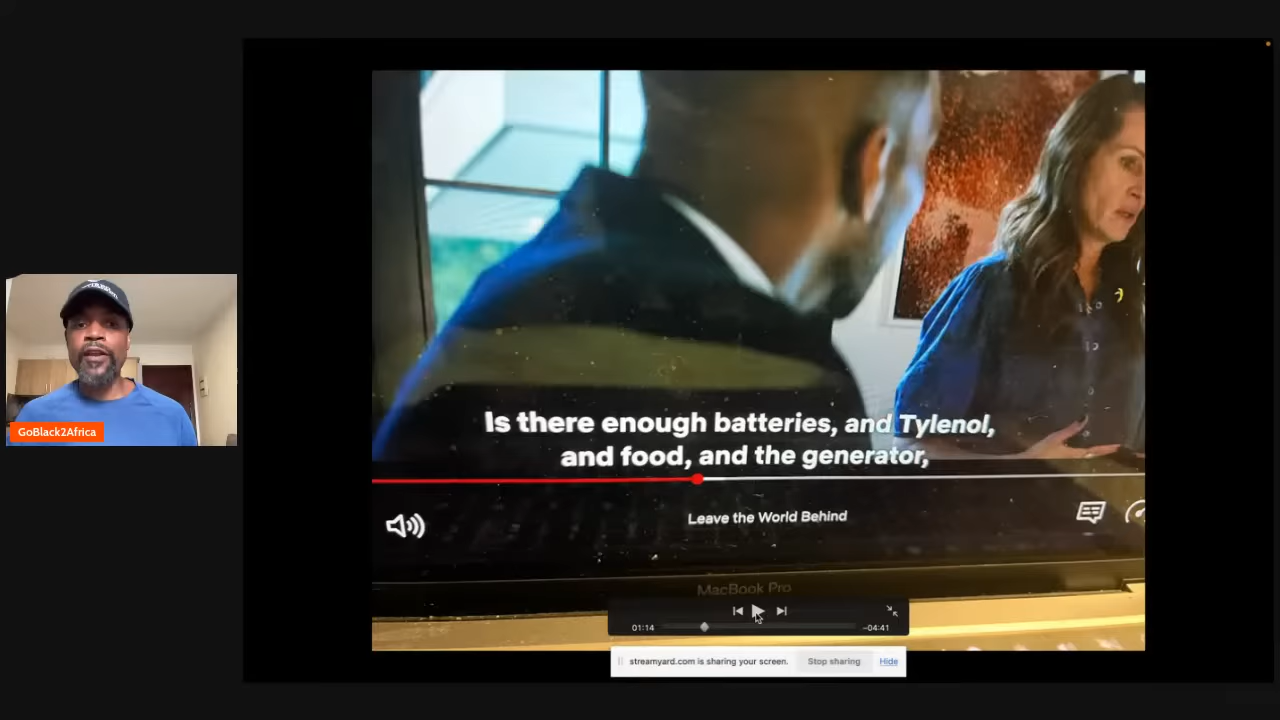 Is there enough batteries, and Tylenol,
and food, and the generator,
Leave the World Behind
MacBook Pro
01:14
-04:41
streamyard.com is sharing your screen.
Stop sharing
Hide
GoBlack2Africa